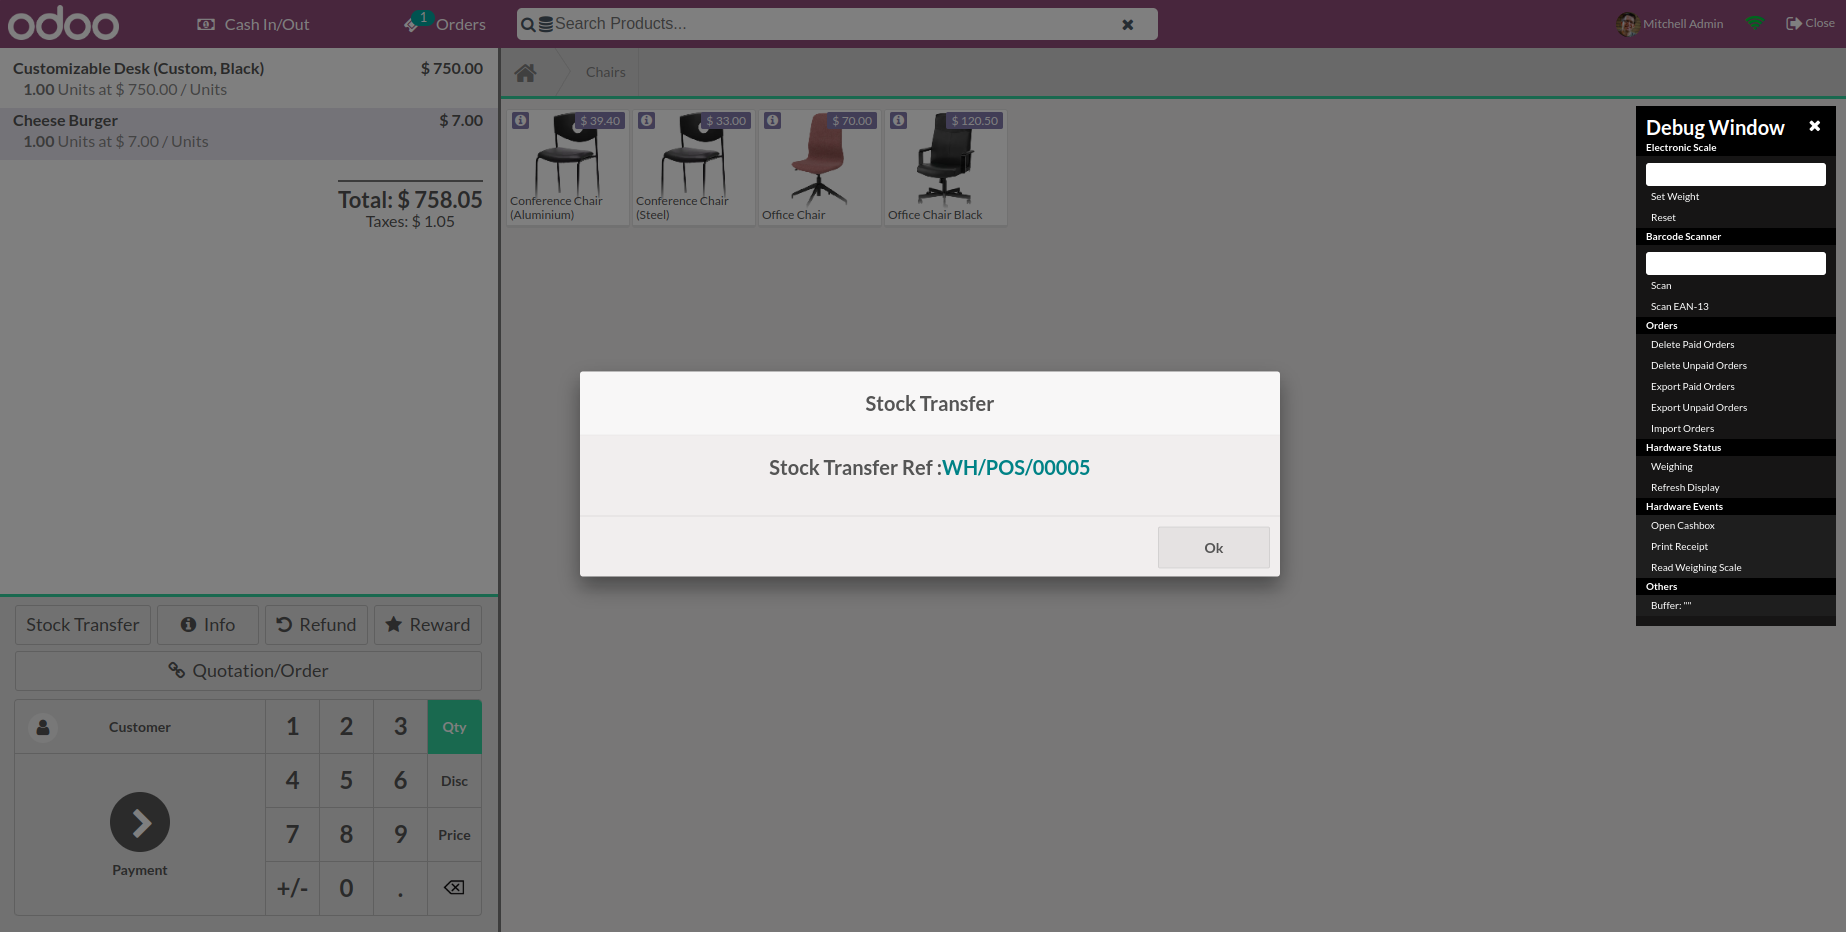 odoo
Cash In/Out
1
Orders
Search Products...
Mitchell Admin
Close
Customizable Desk (Custom, Black) $ 750.00
1.00 Units at $ 750.00 / Units
Cheese Burger $ 7.00
1.00 Units at $ 7.00 / Units
Total: $ 758.05
Taxes: $ 1.05
Chairs
$ 39.40
Conference Chair
(Aluminium)
$ 33.00
Conference Chair
(Steel)
$ 70.00
Office Chair
$ 120.50
Office Chair Black
Stock Transfer
Stock Transfer Ref :WH/POS/00005
Ok
Stock Transfer
Info
Refund
Reward
Quotation/Order
Customer
Payment
1 2 3 Qty
4 5 6 Disc
7 8 9 Price
+/- 0 .
Debug Window
Electronic Scale
Set Weight
Reset
Barcode Scanner
Scan
Scan EAN-13
Orders
Delete Paid Orders
Delete Unpaid Orders
Export Paid Orders
Export Unpaid Orders
Import Orders
Hardware Status
Weighing
Refresh Display
Hardware Events
Open Cashbox
Print Receipt
Read Weighing Scale
Others
Buffer: ""